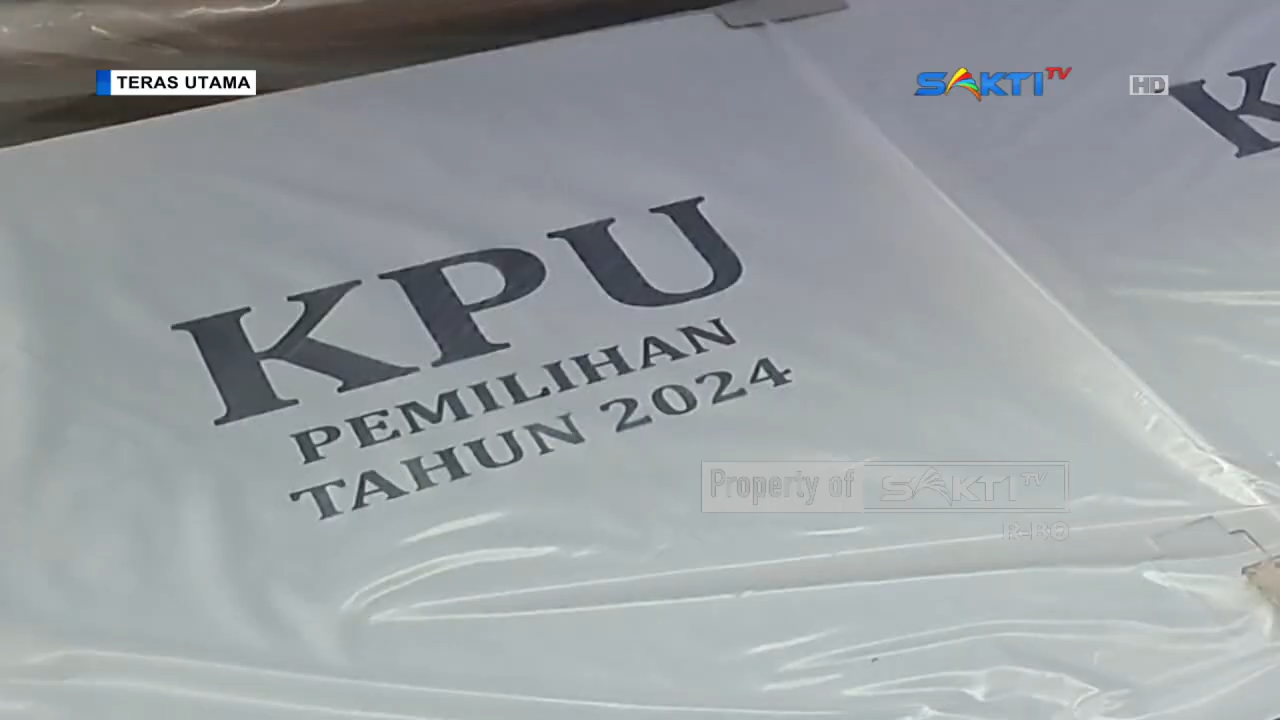 TERAS UTAMA
SAKTI TV
HD
K
KPU
PEMILIHAN
TAHUN 2024
Property of SAKTI TV